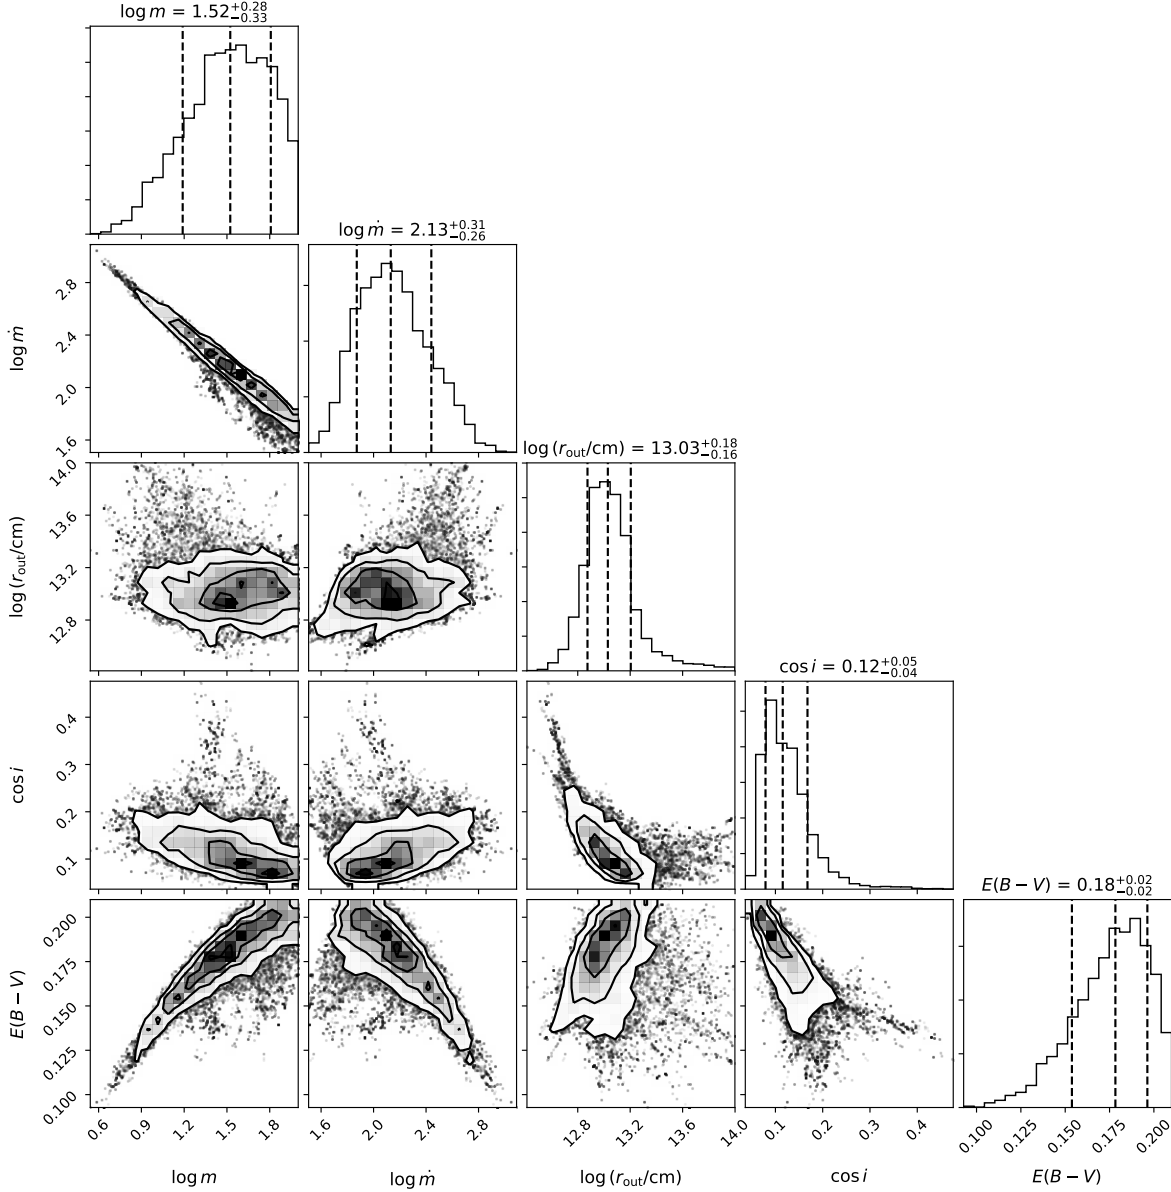 log m = 1.52+0.28−0.33
log ṁ = 2.13+0.31−0.26
log (rout/cm) = 13.03+0.18−0.16
cos i = 0.12+0.05−0.04
E(B − V) = 0.18+0.02−0.02
log ṁ
2.8
2.4
2.0
1.6
log (rout/cm)
14.0
13.6
13.2
12.8
cos i
0.4
0.3
0.2
0.1
E(B − V)
0.200
0.175
0.150
0.125
0.100
0.6 0.9 1.2 1.5 1.8
1.6 2.0 2.4 2.8
12.8 13.2 13.6 14.0
0.1 0.2 0.3 0.4
0.100 0.125 0.150 0.175 0.200
log m
log ṁ
log (rout/cm)
cos i
E(B − V)